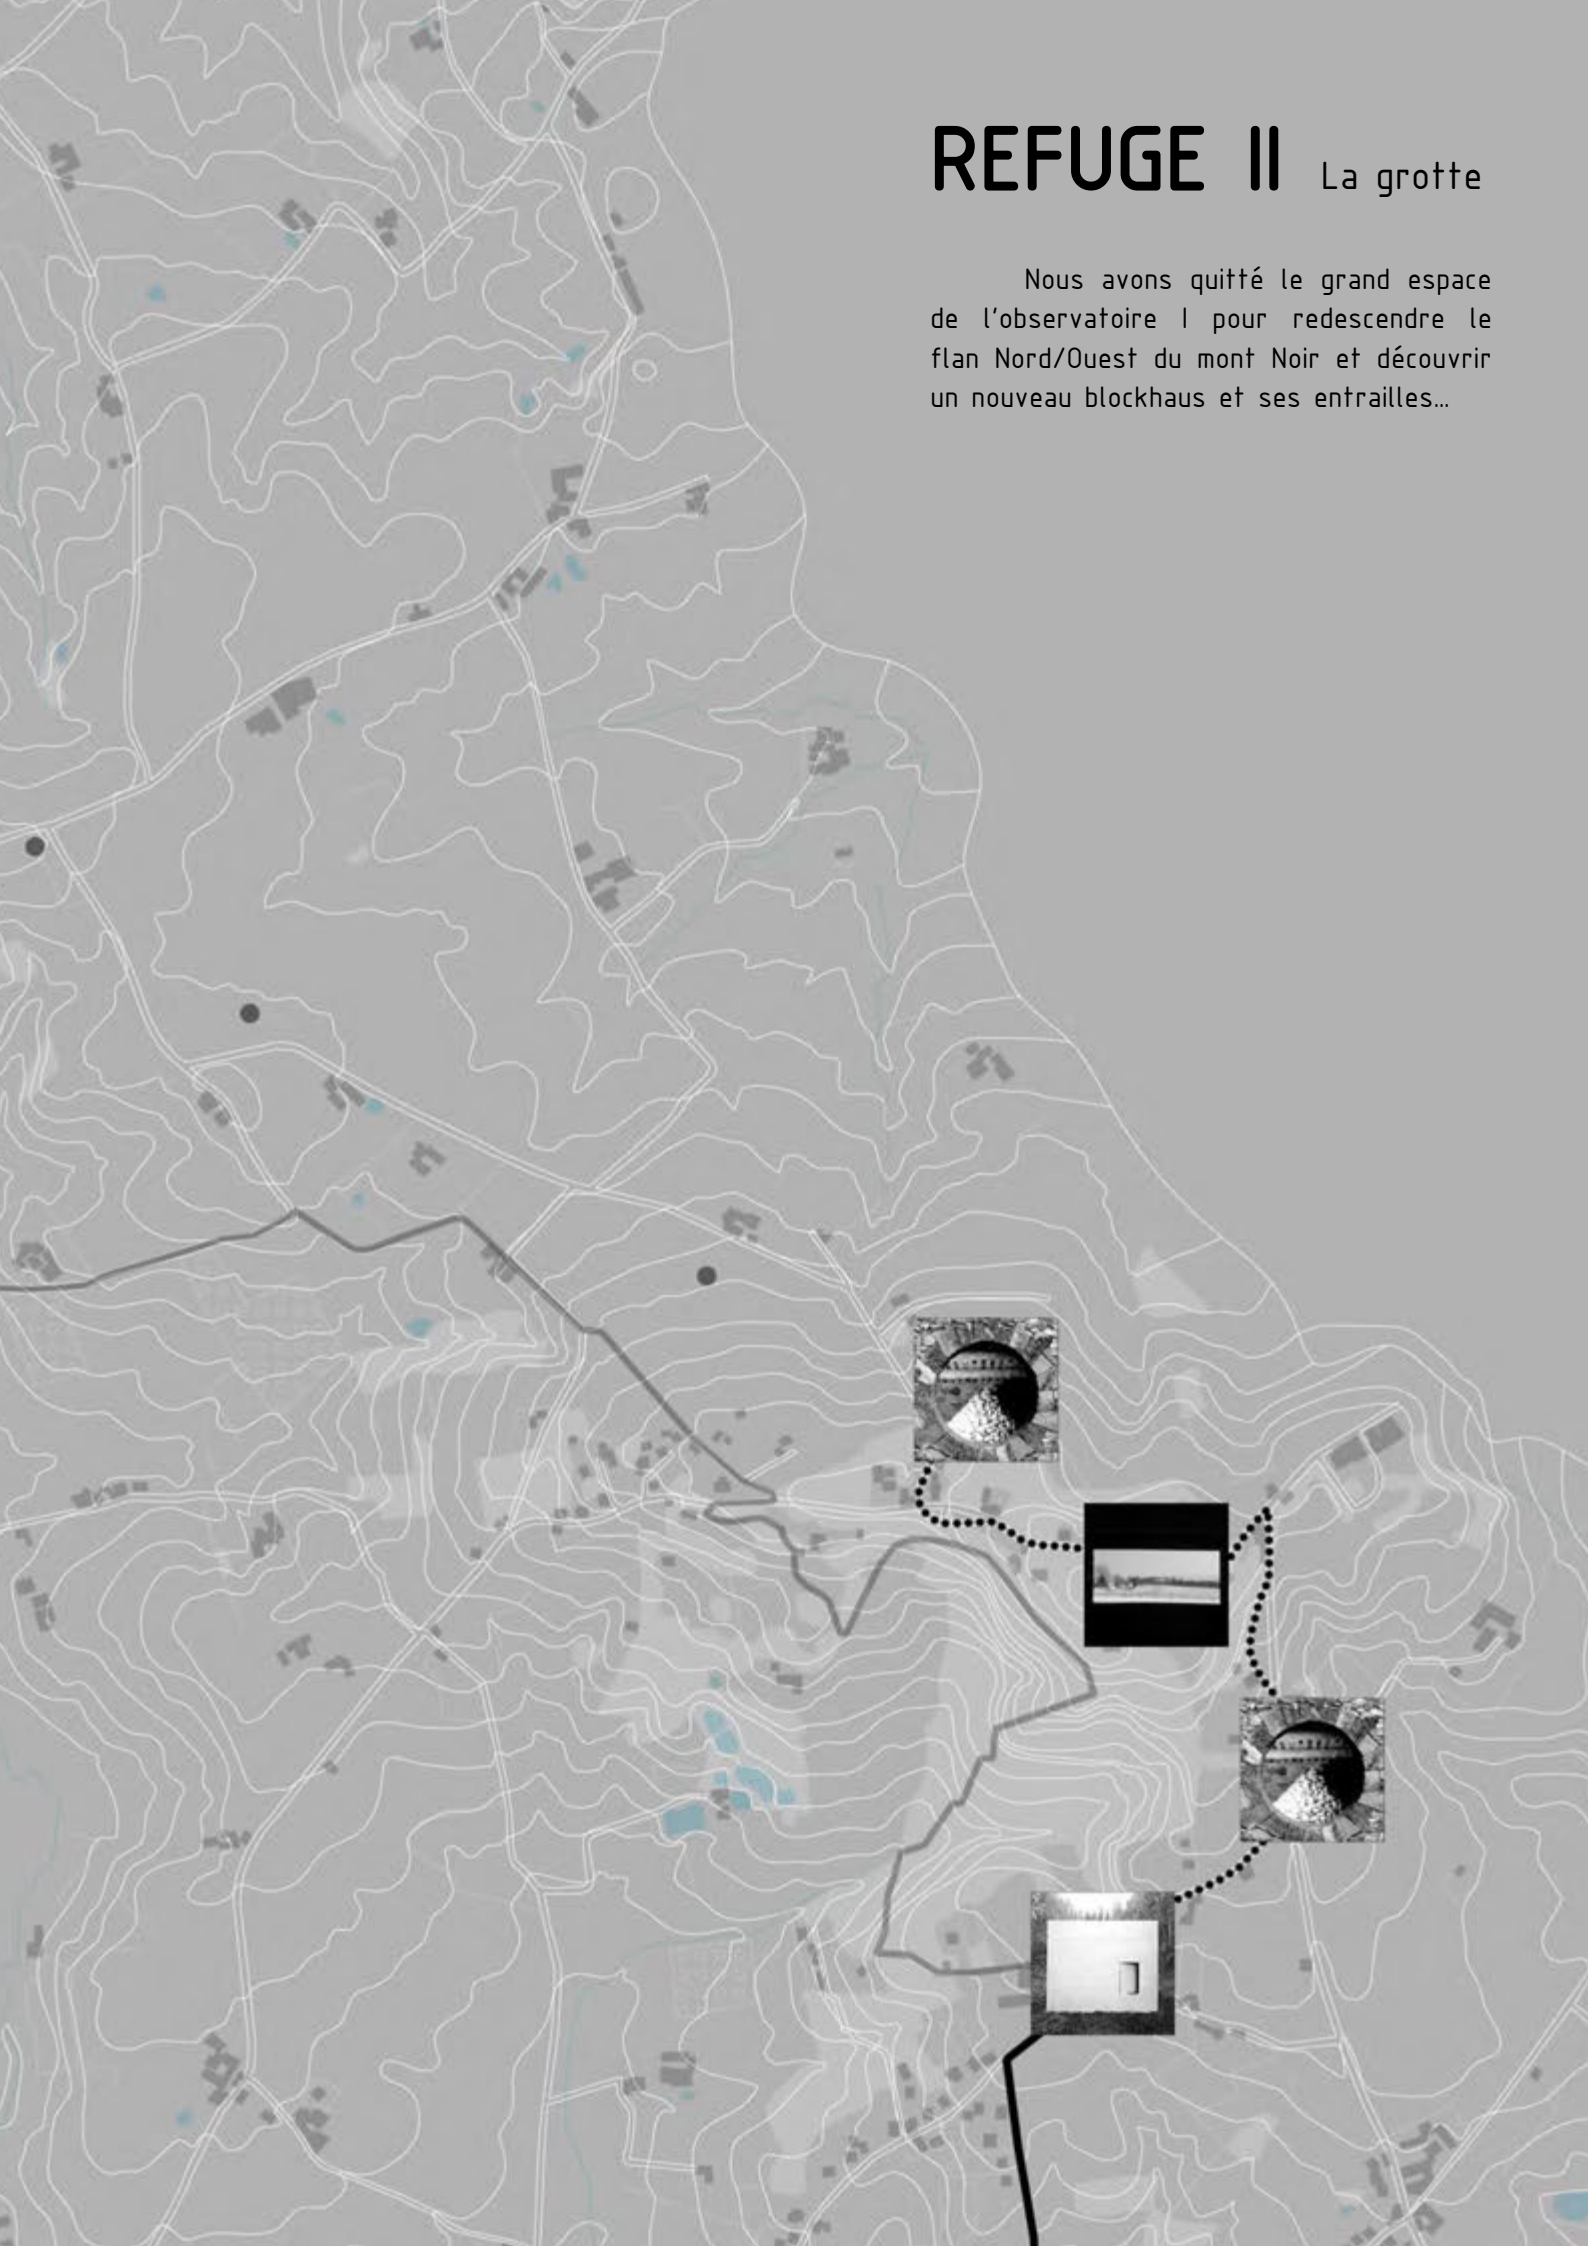 REFUGE II La grotte
Nous avons quitté le grand espace
de l'observatoire I pour redescendre le
flan Nord/Ouest du mont Noir et découvrir
un nouveau blockhaus et ses entrailles...